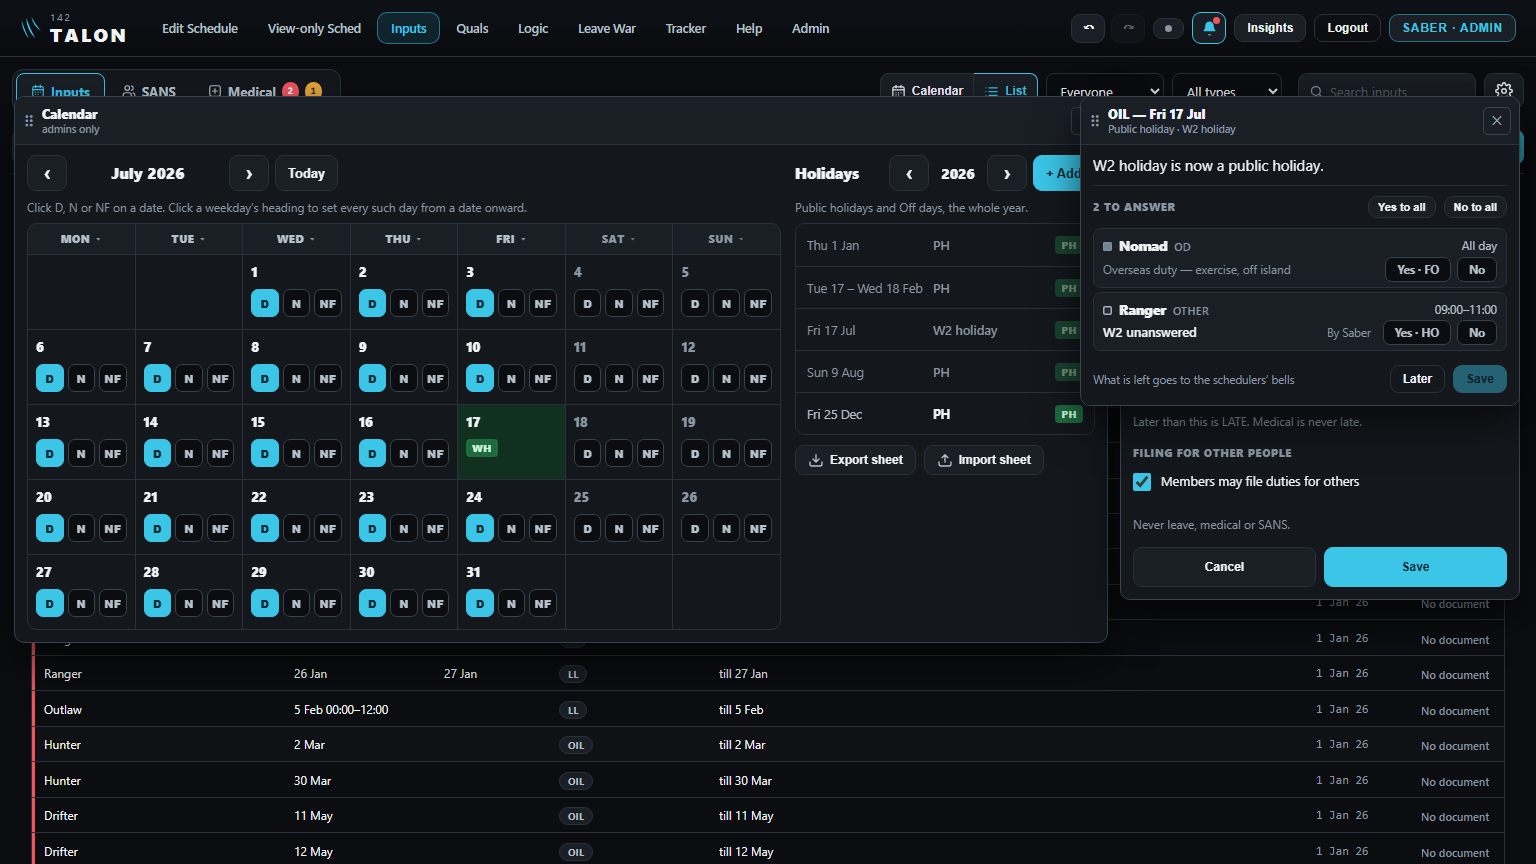 142
TALON
Edit Schedule
View-only Sched
Inputs
Quals
Logic
Leave War
Tracker
Help
Admin
Insights
Logout
SABER · ADMIN
Inputs
SANS
Medical 2 1
Calendar
List
Everyone
All types
Search inputs
Calendar
admins only
‹ July 2026 › Today
Click D, N or NF on a date. Click a weekday’s heading to set every such day from a date onward.
MON TUE WED THU FRI SAT SUN
1 2 3 4 5
D N NF D N NF D N NF D N NF D N NF
6 7 8 9 10 11 12
D N NF D N NF D N NF D N NF D N NF D N NF D N NF
13 14 15 16 17 18 19
D N NF D N NF D N NF D N NF WH D N NF D N NF
20 21 22 23 24 25 26
D N NF D N NF D N NF D N NF D N NF D N NF D N NF
27 28 29 30 31
D N NF D N NF D N NF D N NF D N NF
Holidays ‹ 2026 › + Add
Public holidays and Off days, the whole year.
Thu 1 Jan PH PH
Tue 17 – Wed 18 Feb PH PH
Fri 17 Jul W2 holiday PH
Sun 9 Aug PH PH
Fri 25 Dec PH PH
Export sheet
Import sheet
OIL — Fri 17 Jul
Public holiday · W2 holiday
W2 holiday is now a public holiday.
2 TO ANSWER Yes to all No to all
Nomad OD All day
Overseas duty — exercise, off island Yes · FO No
Ranger OTHER 09:00–11:00
W2 unanswered By Saber Yes · HO No
What is left goes to the schedulers’ bells Later Save
Later than this is LATE. Medical is never late.
FILING FOR OTHER PEOPLE
Members may file duties for others
Never leave, medical or SANS.
Cancel Save
1 Jan 26 No document
1 Jan 26 No document
Ranger 26 Jan 27 Jan LL till 27 Jan 1 Jan 26 No document
Outlaw 5 Feb 00:00–12:00 LL till 5 Feb 1 Jan 26 No document
Hunter 2 Mar OIL till 2 Mar 1 Jan 26 No document
Hunter 30 Mar OIL till 30 Mar 1 Jan 26 No document
Drifter 11 May OIL till 11 May 1 Jan 26 No document
Drifter 12 May OIL till 12 May 1 Jan 26 No document